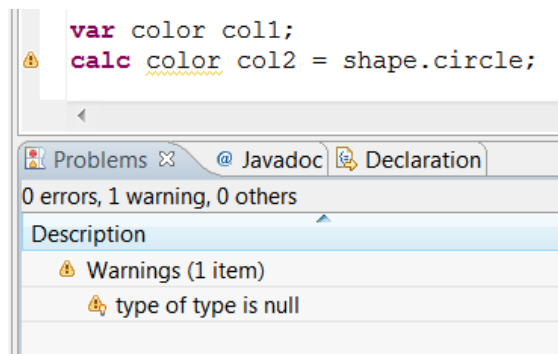 var color col1;
calc color col2 = shape.circle;
Problems @ Javadoc Declaration
0 errors, 1 warning, 0 others
Description
Warnings (1 item)
type of type is null